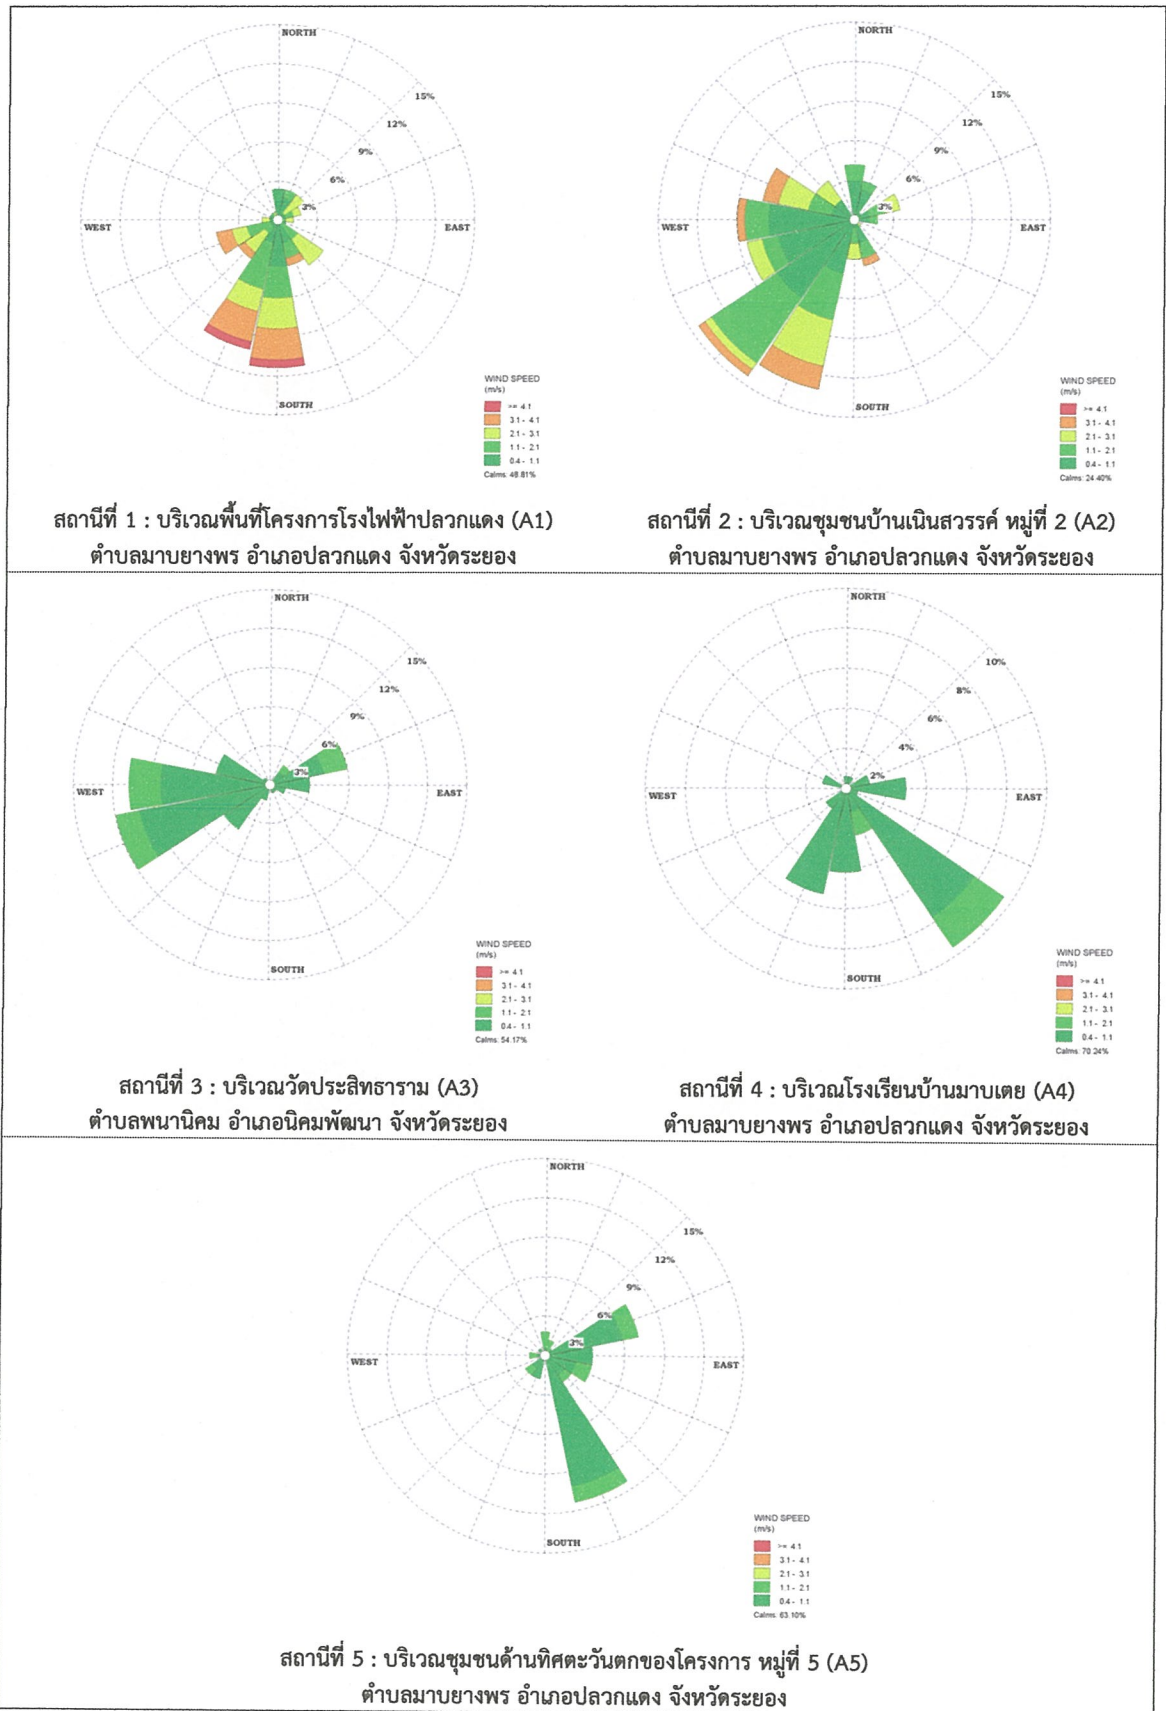 NORTH
15%
12%
9%
6%
3%
WEST
EAST
SOUTH
WIND SPEED
(m/s)
>= 4.1
3.1 - 4.1
2.1 - 3.1
1.1 - 2.1
0.4 - 1.1
Calms: 48.81%
สถานีที่ 1 : บริเวณพื้นที่โครงการโรงไฟฟ้าปลวกแดง (A1)
ตำบลมาบยางพร อำเภอปลวกแดง จังหวัดระยอง
NORTH
15%
12%
9%
6%
3%
WEST
EAST
SOUTH
WIND SPEED
(m/s)
>= 4.1
3.1 - 4.1
2.1 - 3.1
1.1 - 2.1
0.4 - 1.1
Calms: 24.40%
สถานีที่ 2 : บริเวณชุมชนบ้านเนินสวรรค์ หมู่ที่ 2 (A2)
ตำบลมาบยางพร อำเภอปลวกแดง จังหวัดระยอง
NORTH
15%
12%
9%
6%
3%
WEST
EAST
SOUTH
WIND SPEED
(m/s)
>= 4.1
3.1 - 4.1
2.1 - 3.1
1.1 - 2.1
0.4 - 1.1
Calms: 54.17%
สถานีที่ 3 : บริเวณวัดประสิทธาราม (A3)
ตำบลพนานิคม อำเภอนิคมพัฒนา จังหวัดระยอง
NORTH
10%
8%
6%
4%
2%
WEST
EAST
SOUTH
WIND SPEED
(m/s)
>= 4.1
3.1 - 4.1
2.1 - 3.1
1.1 - 2.1
0.4 - 1.1
Calms: 70.24%
สถานีที่ 4 : บริเวณโรงเรียนบ้านมาบเตย (A4)
ตำบลมาบยางพร อำเภอปลวกแดง จังหวัดระยอง
NORTH
15%
12%
9%
6%
3%
WEST
EAST
SOUTH
WIND SPEED
(m/s)
>= 4.1
3.1 - 4.1
2.1 - 3.1
1.1 - 2.1
0.4 - 1.1
Calms: 63.10%
สถานีที่ 5 : บริเวณชุมชนด้านทิศตะวันตกของโครงการ หมู่ที่ 5 (A5)
ตำบลมาบยางพร อำเภอปลวกแดง จังหวัดระยอง